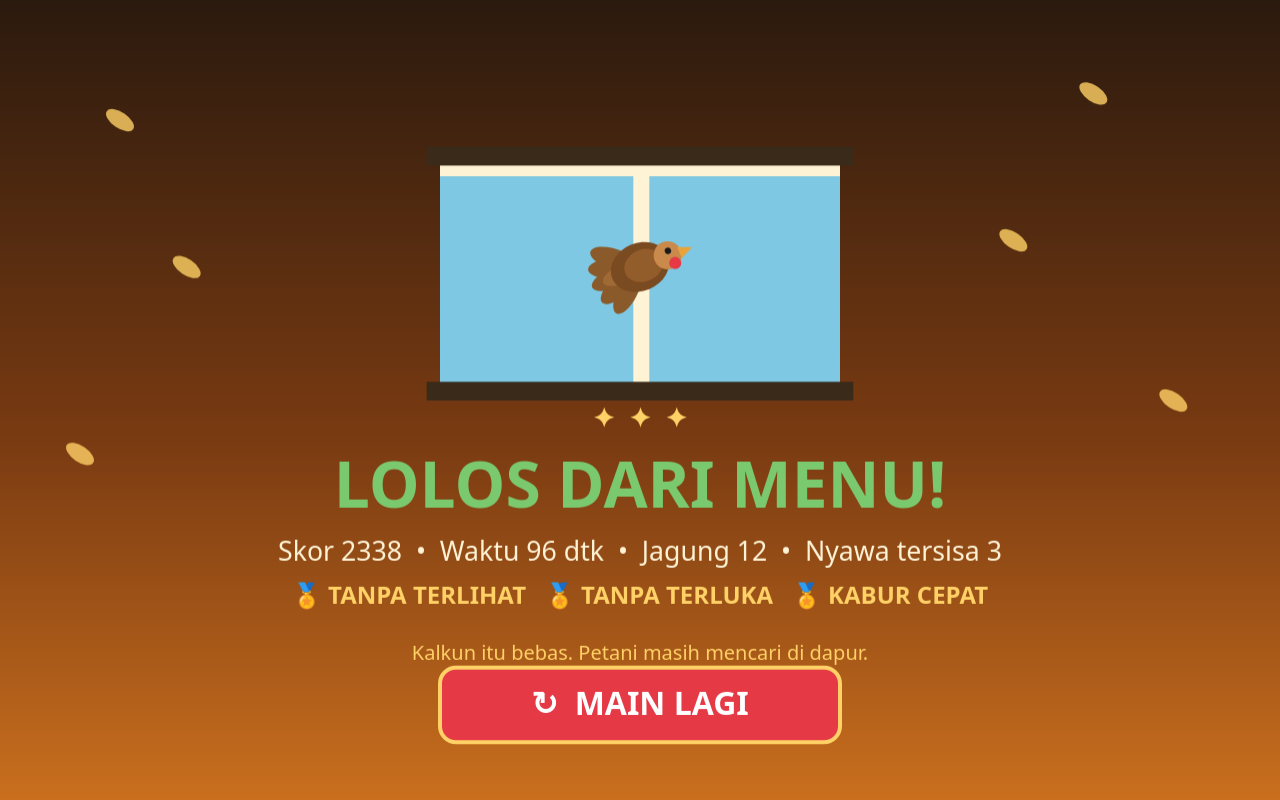 LOLOS DARI MENU!
Skor 2338 • Waktu 96 dtk • Jagung 12 • Nyawa tersisa 3
🏅 TANPA TERLIHAT 🏅 TANPA TERLUKA 🏅 KABUR CEPAT
Kalkun itu bebas. Petani masih mencari di dapur.
↻ MAIN LAGI